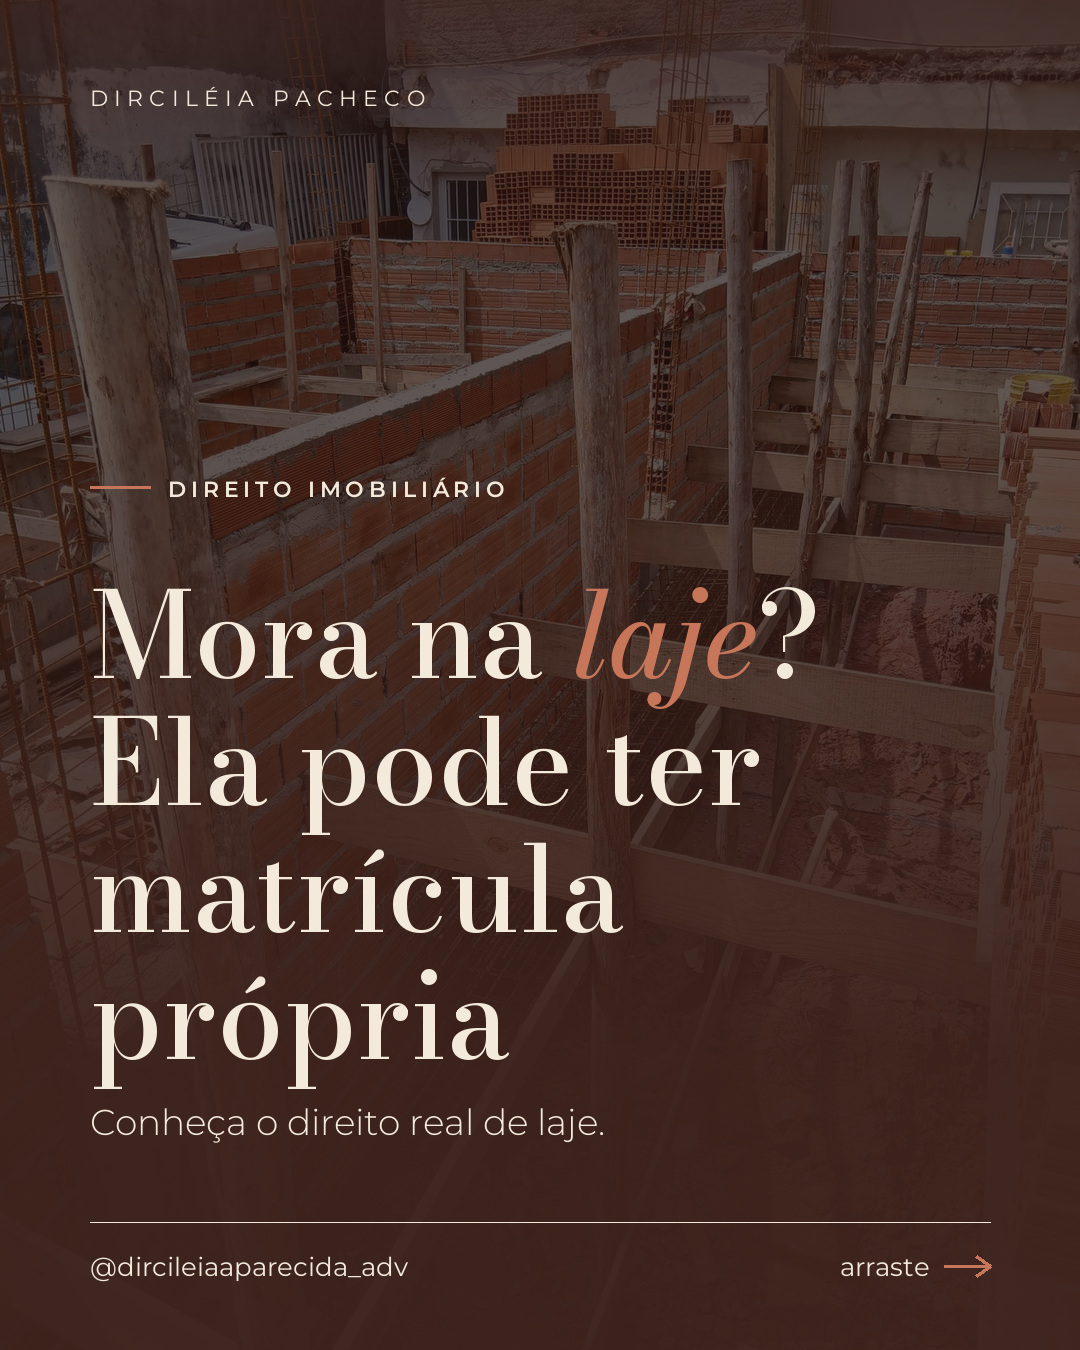 DIRCILÉIA PACHECO
DIREITO IMOBILIÁRIO
Mora na laje?
Ela pode ter
matrícula
própria
Conheça o direito real de laje.
@dircileiaaparecida_adv
arraste